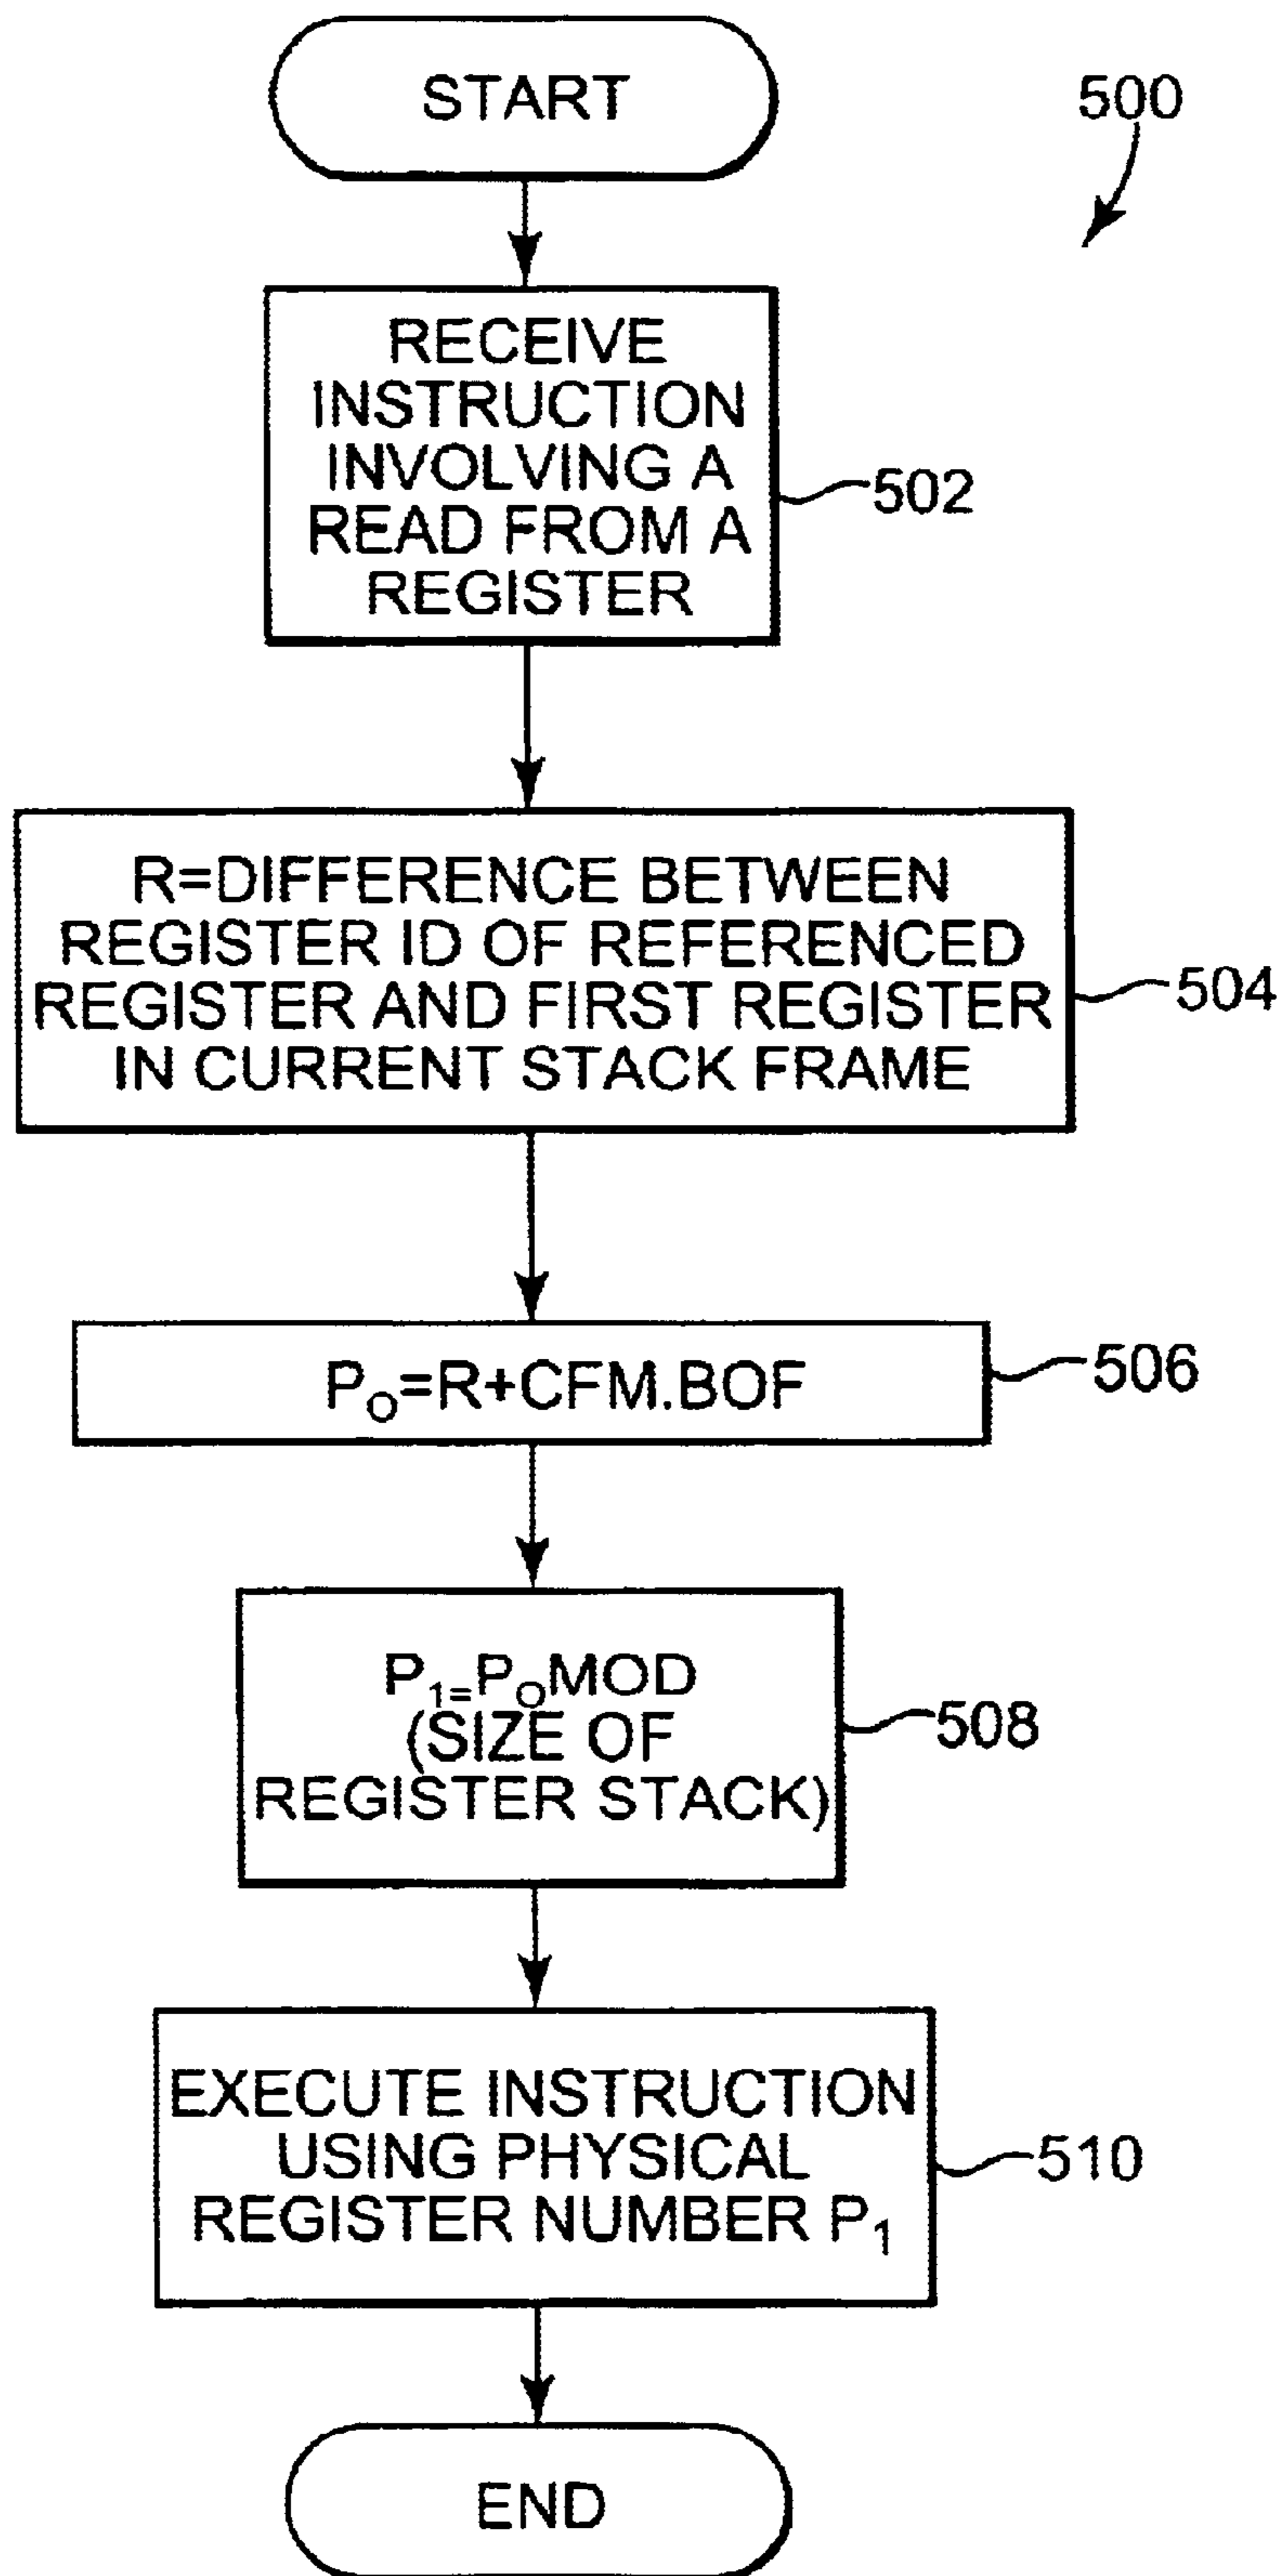 START
500
RECEIVE
INSTRUCTION
INVOLVING A
READ FROM A
REGISTER
502
R=DIFFERENCE BETWEEN
REGISTER ID OF REFERENCED
REGISTER AND FIRST REGISTER
IN CURRENT STACK FRAME
504
P₀=R+CFM.BOF
506
P₁=P₀MOD
(SIZE OF
REGISTER STACK)
508
EXECUTE INSTRUCTION
USING PHYSICAL
REGISTER NUMBER P₁
510
END